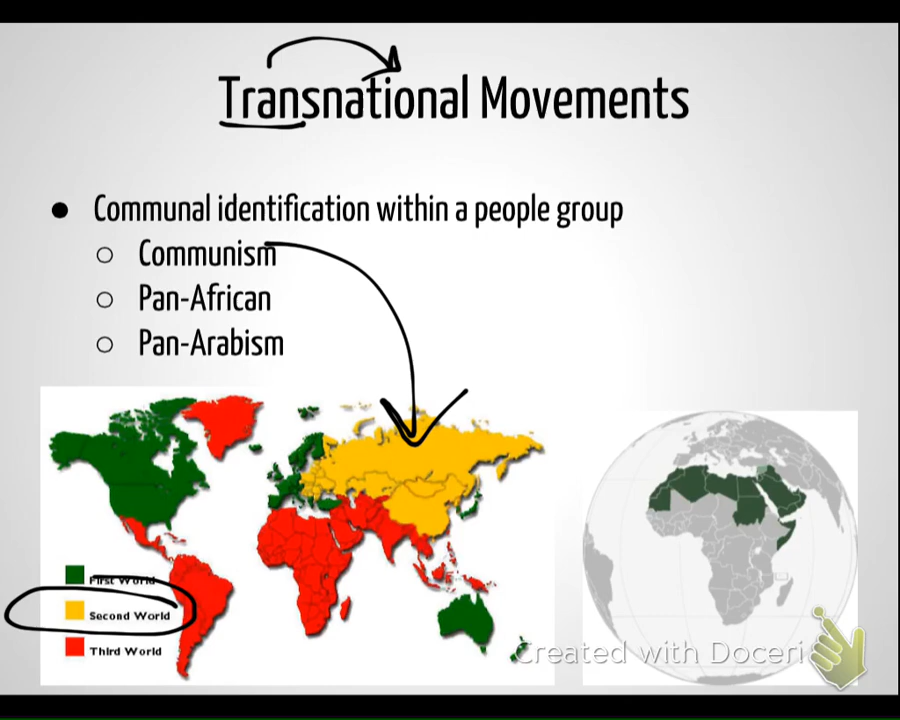 Transnational Movements
● Communal identification within a people group
○ Communism
○ Pan-African
○ Pan-Arabism
First World
Second World
Third World
Created with Doceri